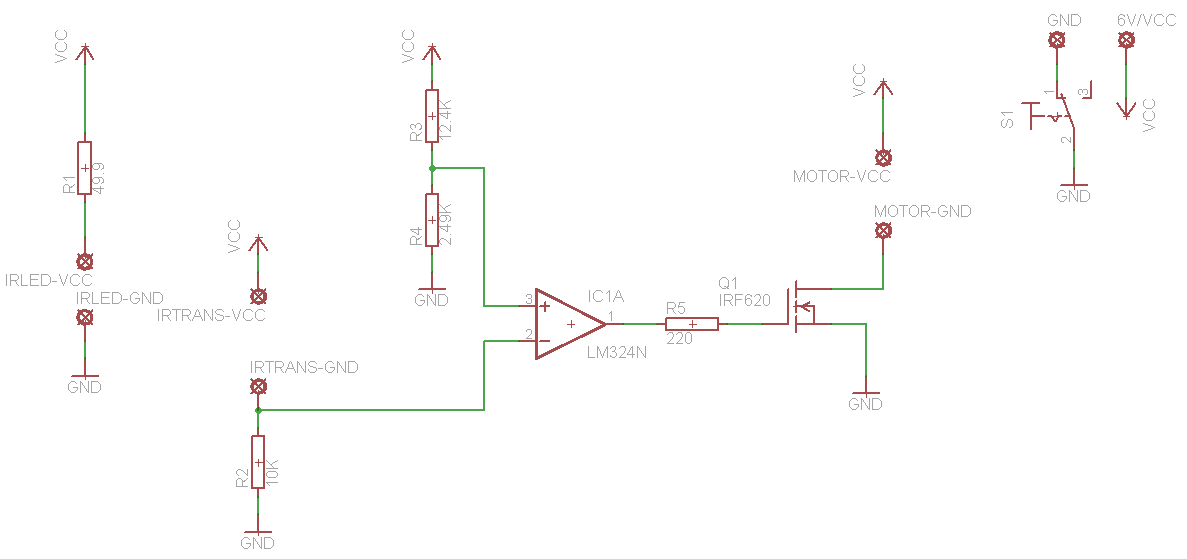 VCC
R1
49.9
IRLED-VCC
IRLED-GND
GND
VCC
IRTRANS-VCC
IRTRANS-GND
R2
10K
GND
VCC
R3
12.4K
R4
2.49K
GND
3
2
1
IC1A
LM324N
R5
220
Q1
IRF620
GND
VCC
MOTOR-VCC
MOTOR-GND
GND
6V/VCC
1
3
S1
2
GND
VCC